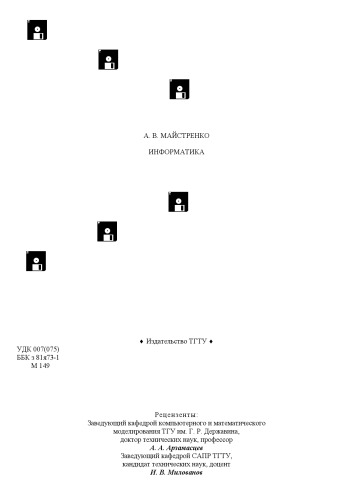 А. В. МАЙСТРЕНКО
ИНФОРМАТИКА
♦ Издательство ТГТУ ♦
УДК 007(075)
ББК з 81я73-1
М 149
Рецензенты:
Заведующий кафедрой компьютерного и математического
моделирования ТГУ им. Г. Р. Державина,
доктор технических наук, профессор
А. А. Арзамасцев
Заведующий кафедрой САПР ТГТУ,
кандидат технических наук, доцент
И. В. Милованов